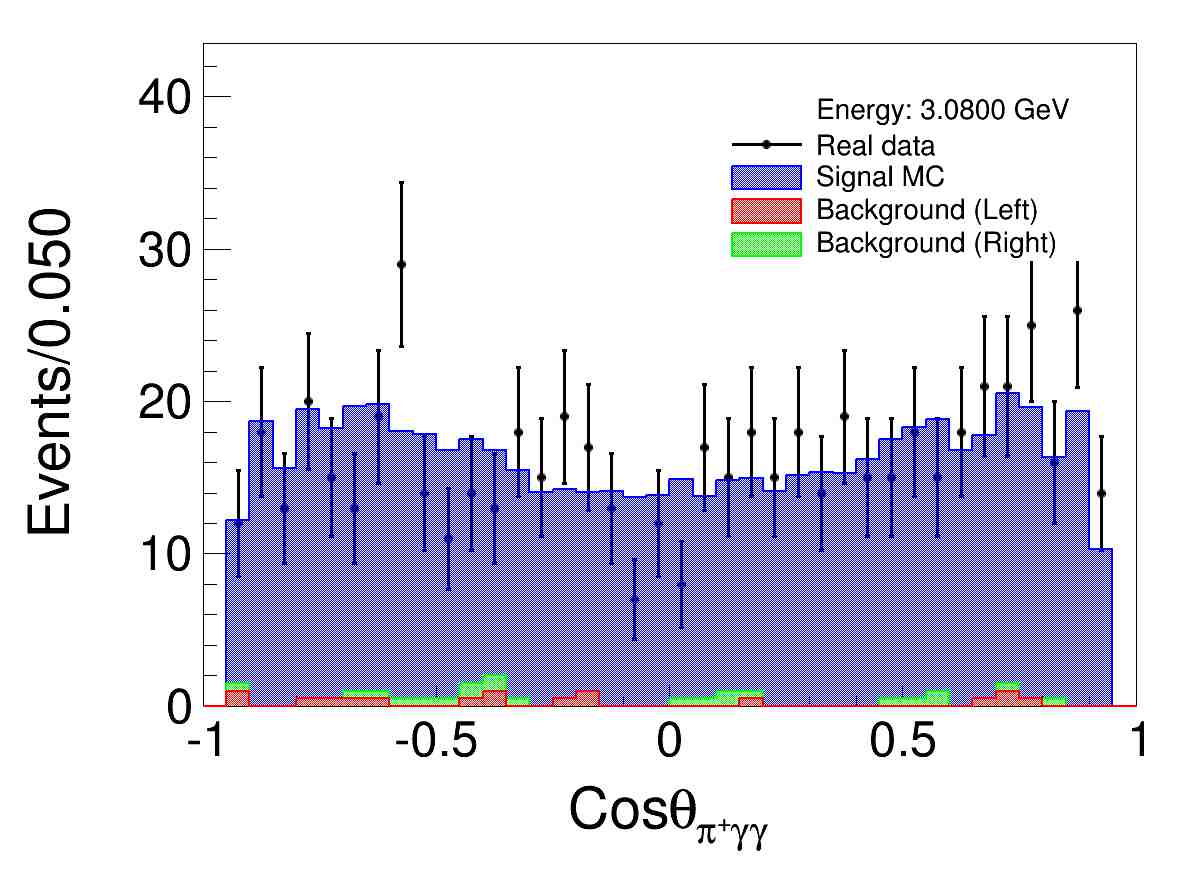 Events/0.050
40
30
20
10
0
Energy: 3.0800 GeV
Real data
Signal MC
Background (Left)
Background (Right)
-1
-0.5
0
0.5
1
Cosθπ+γγ